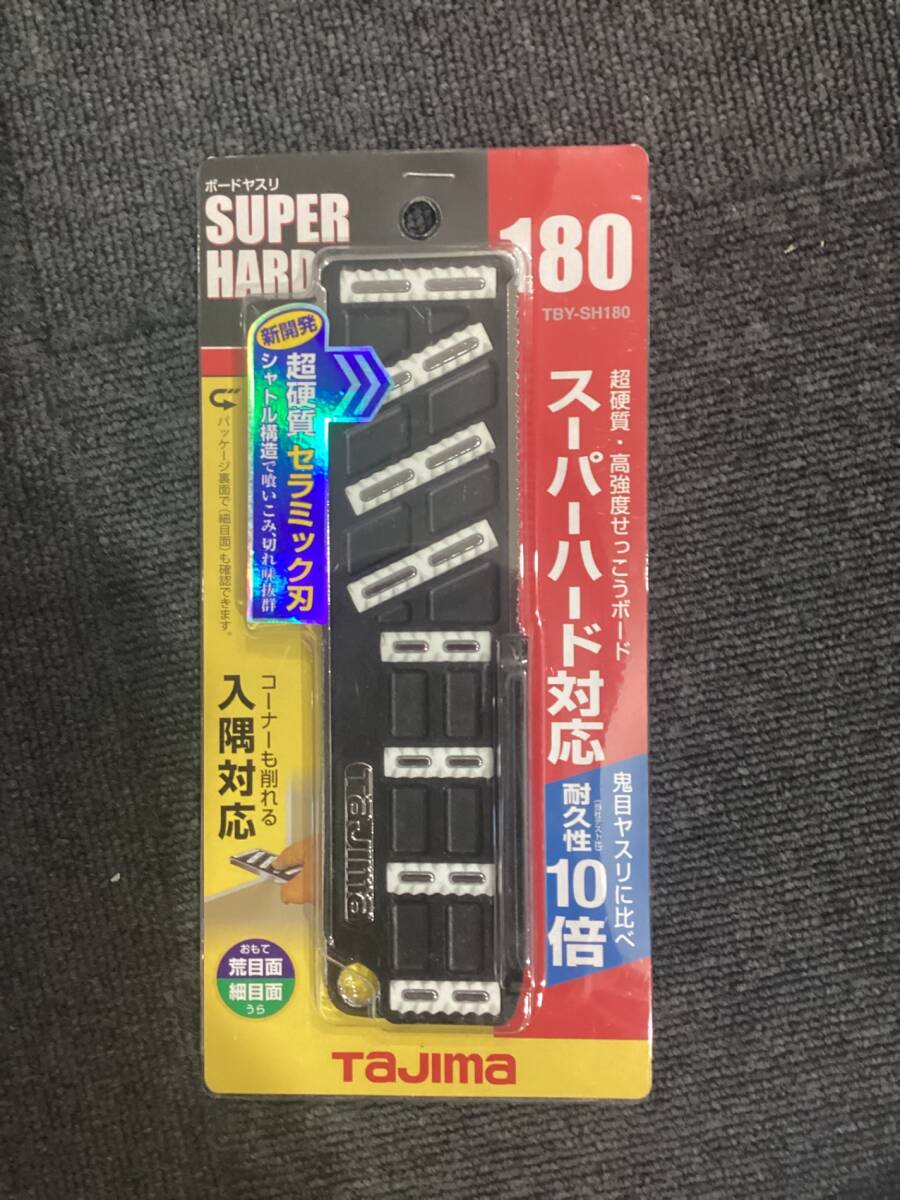 ボードヤスリ
SUPER
HARD
180
TBY-SH180
新開発
超硬質 セラミック刃
シャトル構造で喰いこみ、切れ味抜群
パッケージ裏面で(細目面)も確認できます。
超硬質・高強度せっこうボード
スーパーハード対応
鬼目ヤスリに比べ
耐久性
10倍
コーナーも削れる
入隅対応
おもて
荒目面
細目面
うら
TaJIma
TaJIma